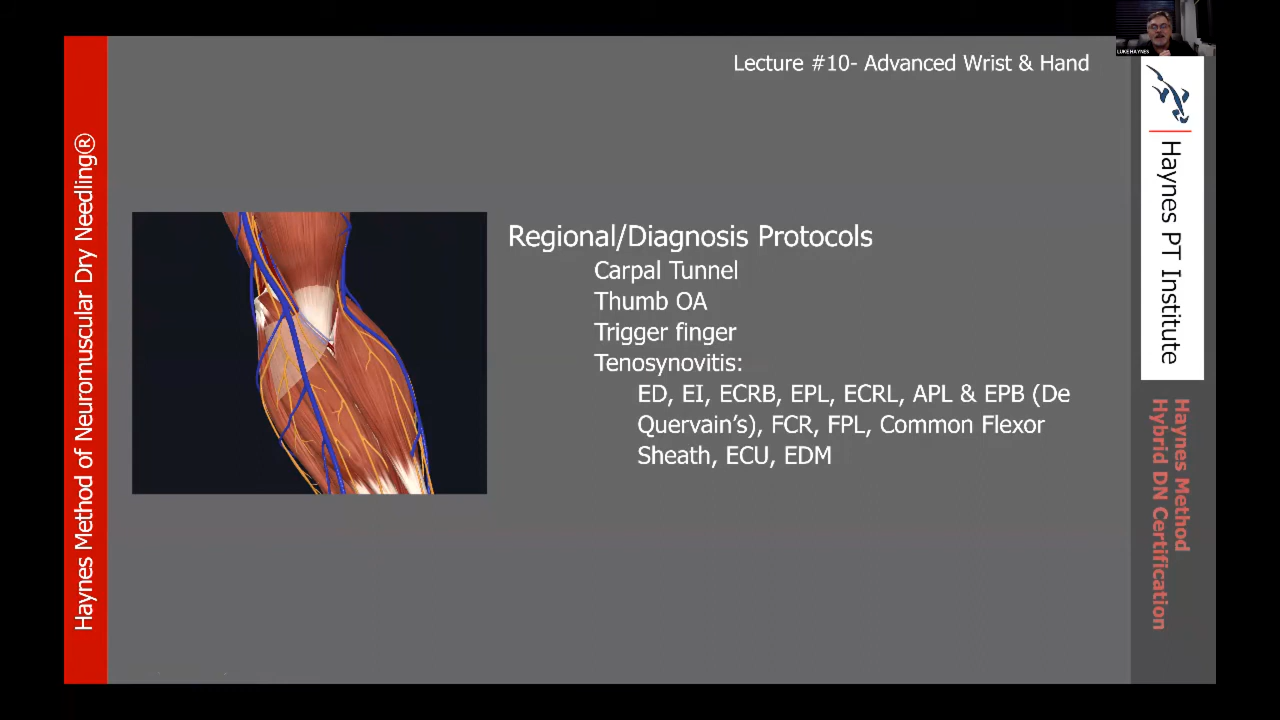 Lecture #10- Advanced Wrist & Hand
LUKE HAYNES
Haynes Method of Neuromuscular Dry Needling®
Regional/Diagnosis Protocols
Carpal Tunnel
Thumb OA
Trigger finger
Tenosynovitis:
ED, EI, ECRB, EPL, ECRL, APL & EPB (De
Quervain’s), FCR, FPL, Common Flexor
Sheath, ECU, EDM
Haynes PT Institute
Haynes Method
Hybrid DN Certification